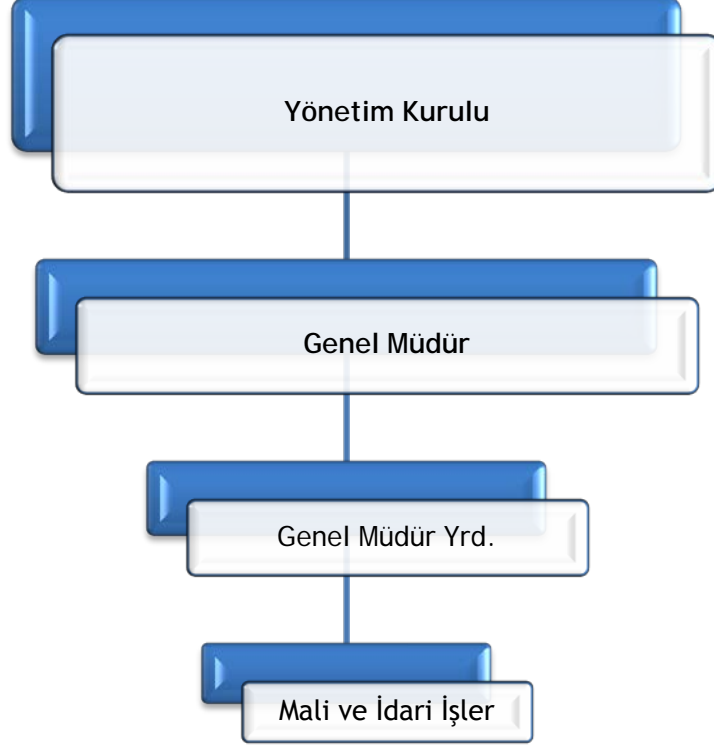 Yönetim Kurulu
Genel Müdür
Genel Müdür Yrd.
Mali ve İdari İşler